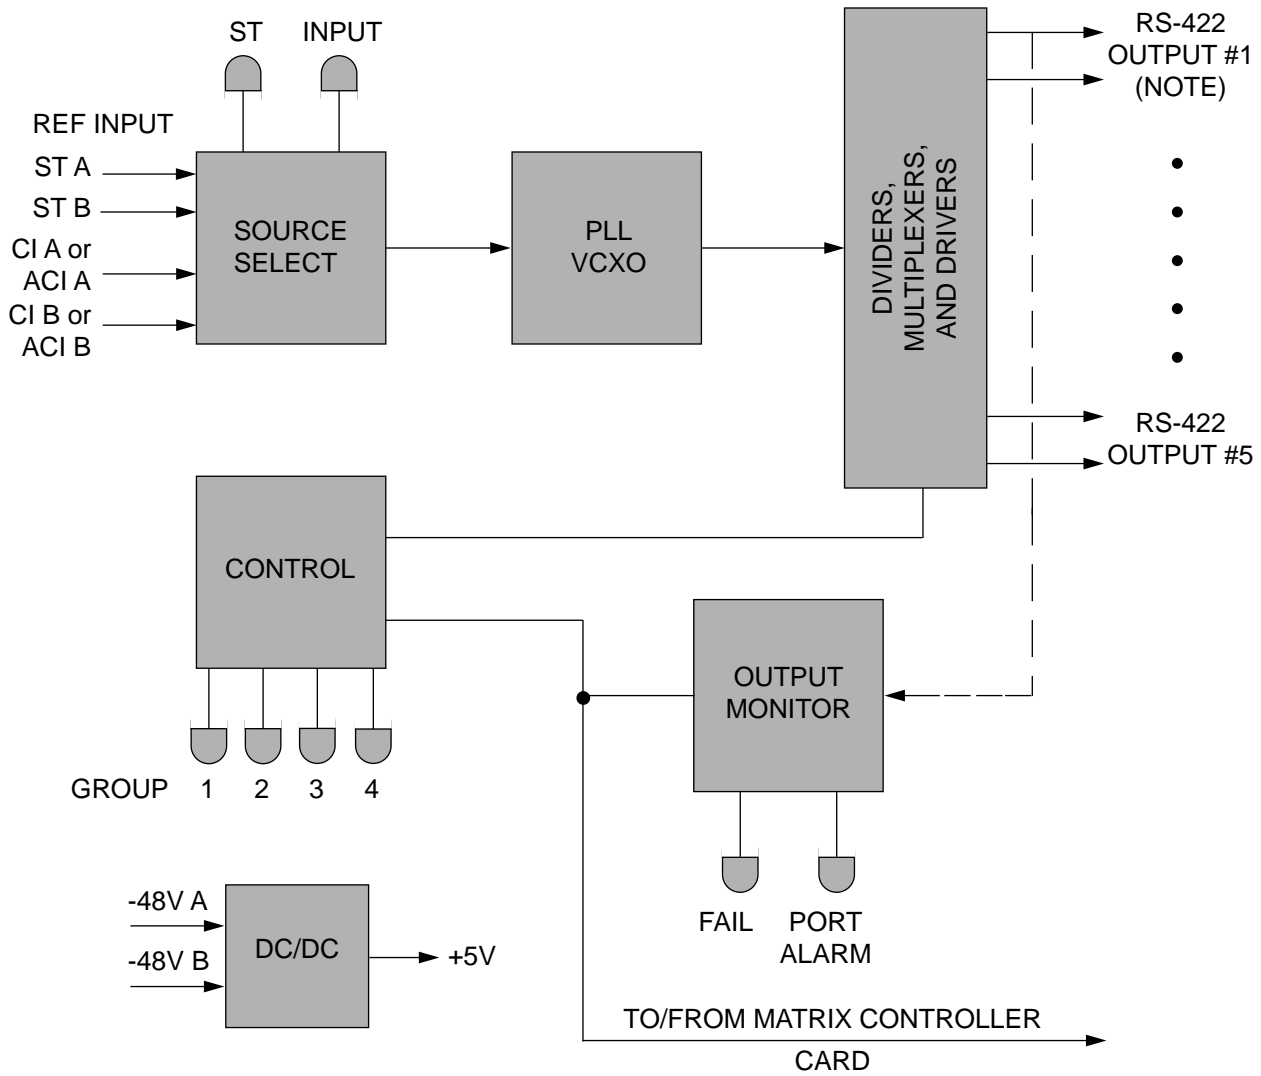 ST
INPUT
RS-422
OUTPUT #1
(NOTE)
REF INPUT
ST A
ST B
CI A or
ACI A
CI B or
ACI B
SOURCE
SELECT
PLL
VCXO
DIVIDERS,
MULTIPLEXERS,
AND DRIVERS
RS-422
OUTPUT #5
CONTROL
OUTPUT
MONITOR
GROUP 1 2 3 4
FAIL
PORT
ALARM
-48V A
-48V B
DC/DC
+5V
TO/FROM MATRIX CONTROLLER
CARD